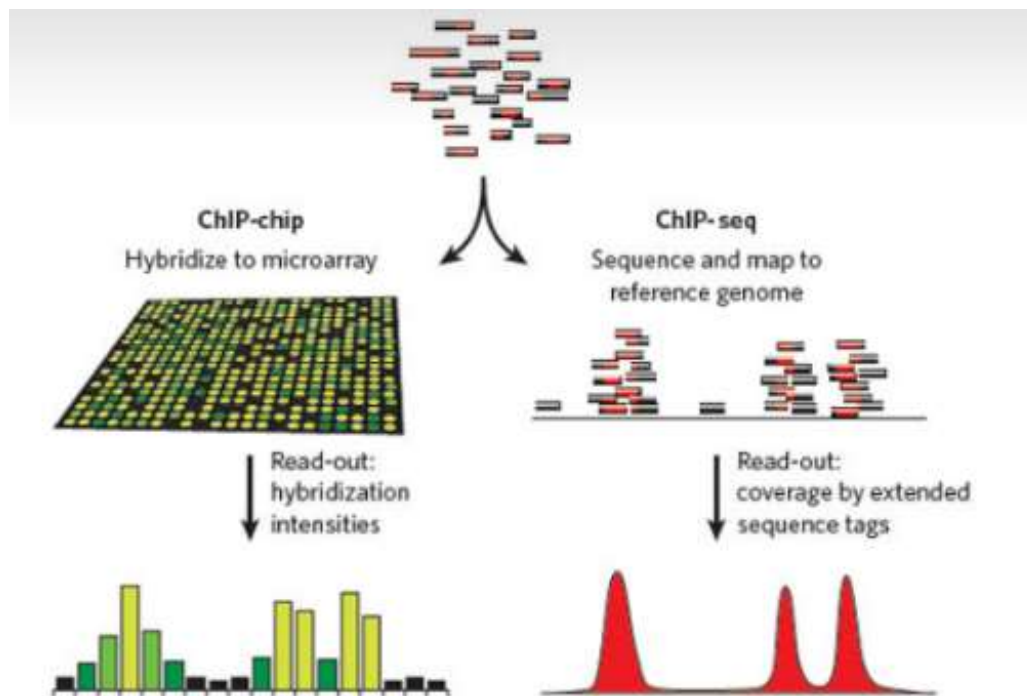 ChIP-chip
Hybridize to microarray
ChIP-seq
Sequence and map to
reference genome
Read-out:
hybridization
intensities
Read-out:
coverage by extended
sequence tags